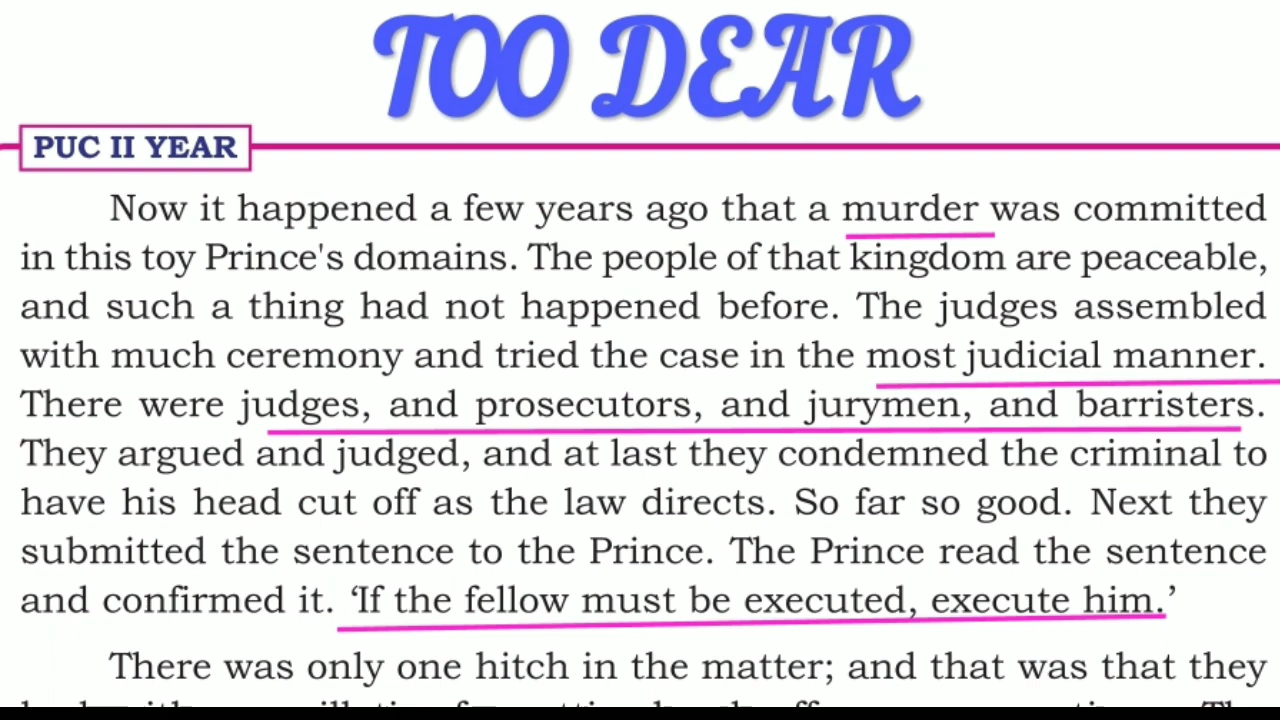 TOO DEAR
PUC II YEAR
Now it happened a few years ago that a murder was committed
in this toy Prince's domains. The people of that kingdom are peaceable,
and such a thing had not happened before. The judges assembled
with much ceremony and tried the case in the most judicial manner.
There were judges, and prosecutors, and jurymen, and barristers.
They argued and judged, and at last they condemned the criminal to
have his head cut off as the law directs. So far so good. Next they
submitted the sentence to the Prince. The Prince read the sentence
and confirmed it. ‘If the fellow must be executed, execute him.’
There was only one hitch in the matter; and that was that they